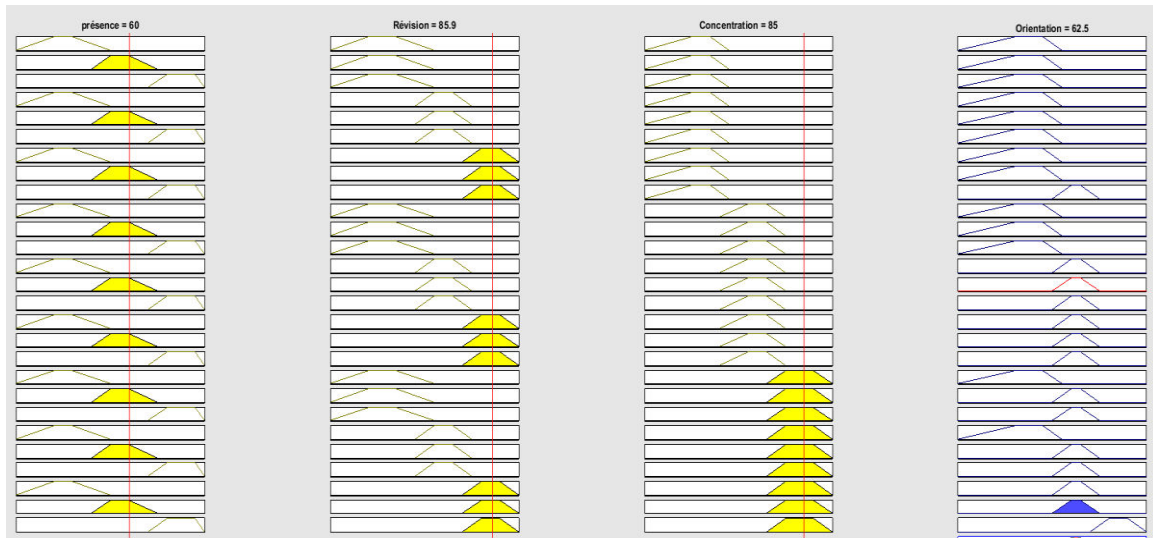 présence = 60
Révision = 85.9
Concentration = 85
Orientation = 62.5